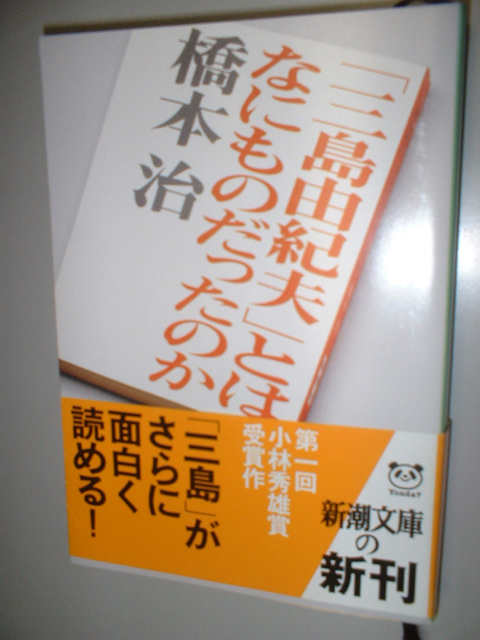 「三島由紀夫」とは
なにものだったのか
橋本治
第一回
小林秀雄賞
受賞作
「三島」が
さらに
面白く
読める!
Yonda?
新潮文庫
の
新刊